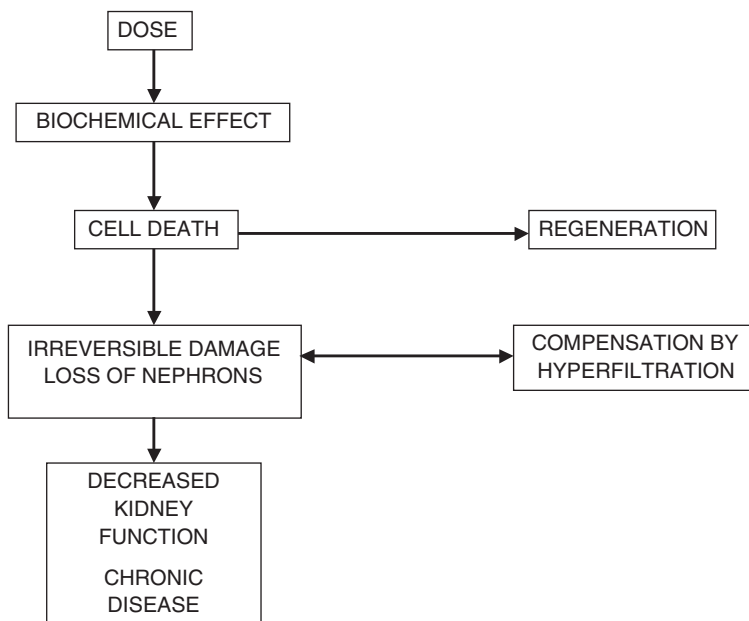 DOSE
BIOCHEMICAL EFFECT
CELL DEATH
REGENERATION
IRREVERSIBLE DAMAGE
LOSS OF NEPHRONS
COMPENSATION BY
HYPERFILTRATION
DECREASED
KIDNEY
FUNCTION
CHRONIC
DISEASE